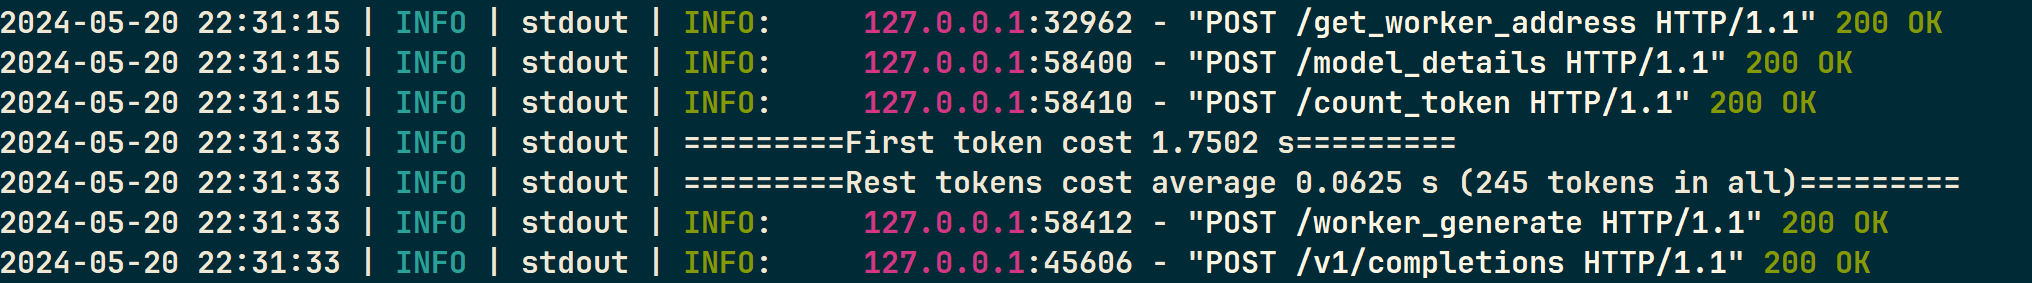 2024-05-20 22:31:15 | INFO | stdout | INFO:     127.0.0.1:32962 - "POST /get_worker_address HTTP/1.1" 200 OK
2024-05-20 22:31:15 | INFO | stdout | INFO:     127.0.0.1:58400 - "POST /model_details HTTP/1.1" 200 OK
2024-05-20 22:31:15 | INFO | stdout | INFO:     127.0.0.1:58410 - "POST /count_token HTTP/1.1" 200 OK
2024-05-20 22:31:33 | INFO | stdout | =========First token cost 1.7502 s=========
2024-05-20 22:31:33 | INFO | stdout | =========Rest tokens cost average 0.0625 s (245 tokens in all)=========
2024-05-20 22:31:33 | INFO | stdout | INFO:     127.0.0.1:58412 - "POST /worker_generate HTTP/1.1" 200 OK
2024-05-20 22:31:33 | INFO | stdout | INFO:     127.0.0.1:45606 - "POST /v1/completions HTTP/1.1" 200 OK